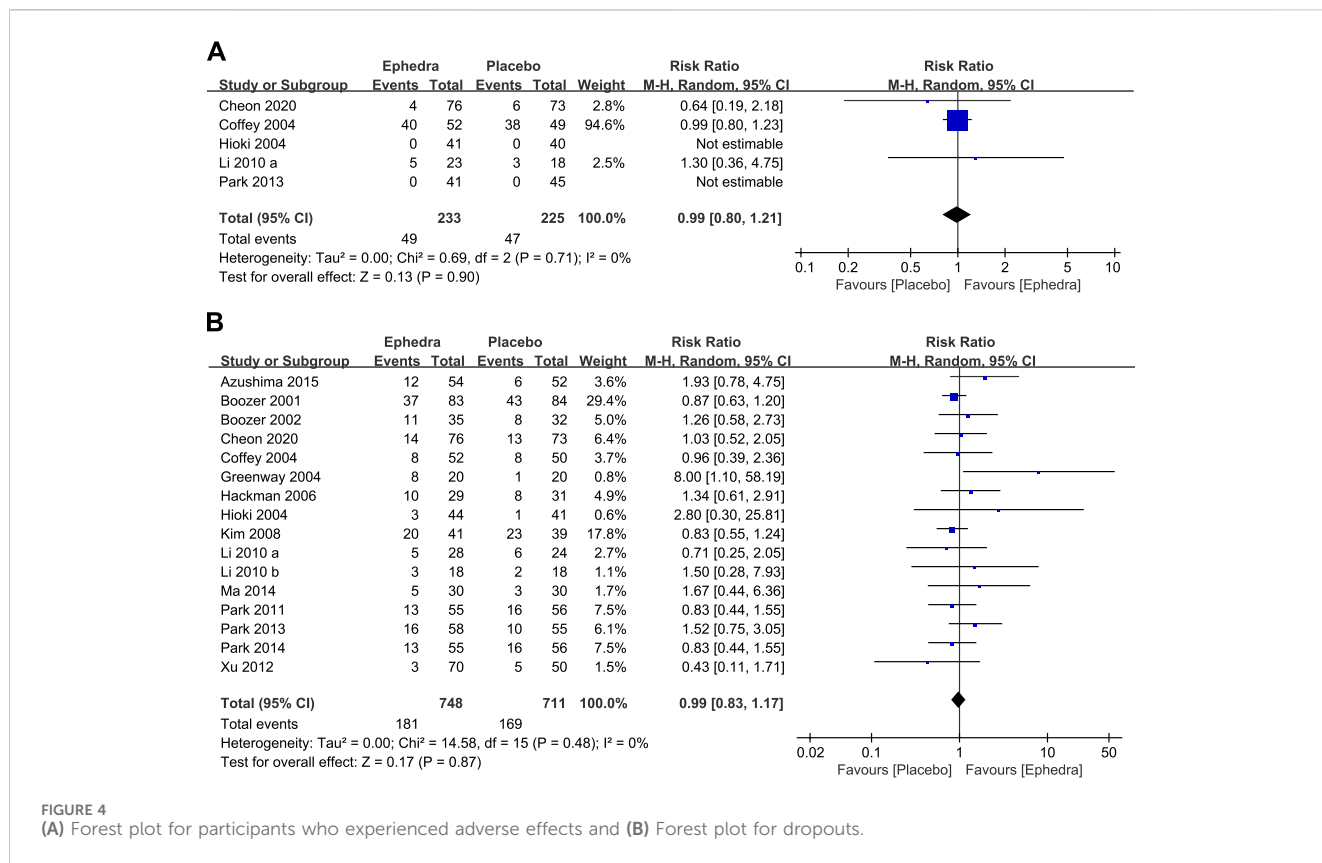 A
Ephedra Placebo Risk Ratio Risk Ratio
Study or Subgroup Events Total Events Total Weight M-H, Random, 95% CI M-H, Random, 95% CI
Cheon 2020 4 76 6 73 2.8% 0.64 [0.19, 2.18]
Coffey 2004 40 52 38 49 94.6% 0.99 [0.80, 1.23]
Hioki 2004 0 41 0 40 Not estimable
Li 2010 a 5 23 3 18 2.5% 1.30 [0.36, 4.75]
Park 2013 0 41 0 45 Not estimable
Total (95% CI) 233 225 100.0% 0.99 [0.80, 1.21]
Total events 49 47
Heterogeneity: Tau² = 0.00; Chi² = 0.69, df = 2 (P = 0.71); I² = 0%
Test for overall effect: Z = 0.13 (P = 0.90)
0.1 0.2 0.5 1 2 5 10
Favours [Placebo] Favours [Ephedra]
B
Ephedra Placebo Risk Ratio Risk Ratio
Study or Subgroup Events Total Events Total Weight M-H, Random, 95% CI M-H, Random, 95% CI
Azushima 2015 12 54 6 52 3.6% 1.93 [0.78, 4.75]
Boozer 2001 37 83 43 84 29.4% 0.87 [0.63, 1.20]
Boozer 2002 11 35 8 32 5.0% 1.26 [0.58, 2.73]
Cheon 2020 14 76 13 73 6.4% 1.03 [0.52, 2.05]
Coffey 2004 8 52 8 50 3.7% 0.96 [0.39, 2.36]
Greenway 2004 8 20 1 20 0.8% 8.00 [1.10, 58.19]
Hackman 2006 10 29 8 31 4.9% 1.34 [0.61, 2.91]
Hioki 2004 3 44 1 41 0.6% 2.80 [0.30, 25.81]
Kim 2008 20 41 23 39 17.8% 0.83 [0.55, 1.24]
Li 2010 a 5 28 6 24 2.7% 0.71 [0.25, 2.05]
Li 2010 b 3 18 2 18 1.1% 1.50 [0.28, 7.93]
Ma 2014 5 30 3 30 1.7% 1.67 [0.44, 6.36]
Park 2011 13 55 16 56 7.5% 0.83 [0.44, 1.55]
Park 2013 16 58 10 55 6.1% 1.52 [0.75, 3.05]
Park 2014 13 55 16 56 7.5% 0.83 [0.44, 1.55]
Xu 2012 3 70 5 50 1.5% 0.43 [0.11, 1.71]
Total (95% CI) 748 711 100.0% 0.99 [0.83, 1.17]
Total events 181 169
Heterogeneity: Tau² = 0.00; Chi² = 14.58, df = 15 (P = 0.48); I² = 0%
Test for overall effect: Z = 0.17 (P = 0.87)
0.02 0.1 1 10 50
Favours [Placebo] Favours [Ephedra]
FIGURE 4
(A) Forest plot for participants who experienced adverse effects and (B) Forest plot for dropouts.